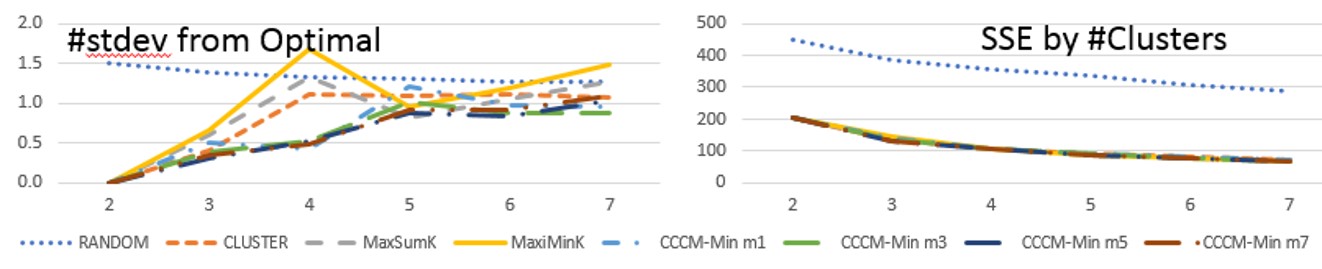 #stdev from Optimal
2.0
1.5
1.0
0.5
0.0
2 3 4 5 6 7
SSE by #Clusters
500
400
300
200
100
0
2 3 4 5 6 7
RANDOM CLUSTER MaxSumK MaxiMinK CCCM-Min m1 CCCM-Min m3 CCCM-Min m5 CCCM-Min m7